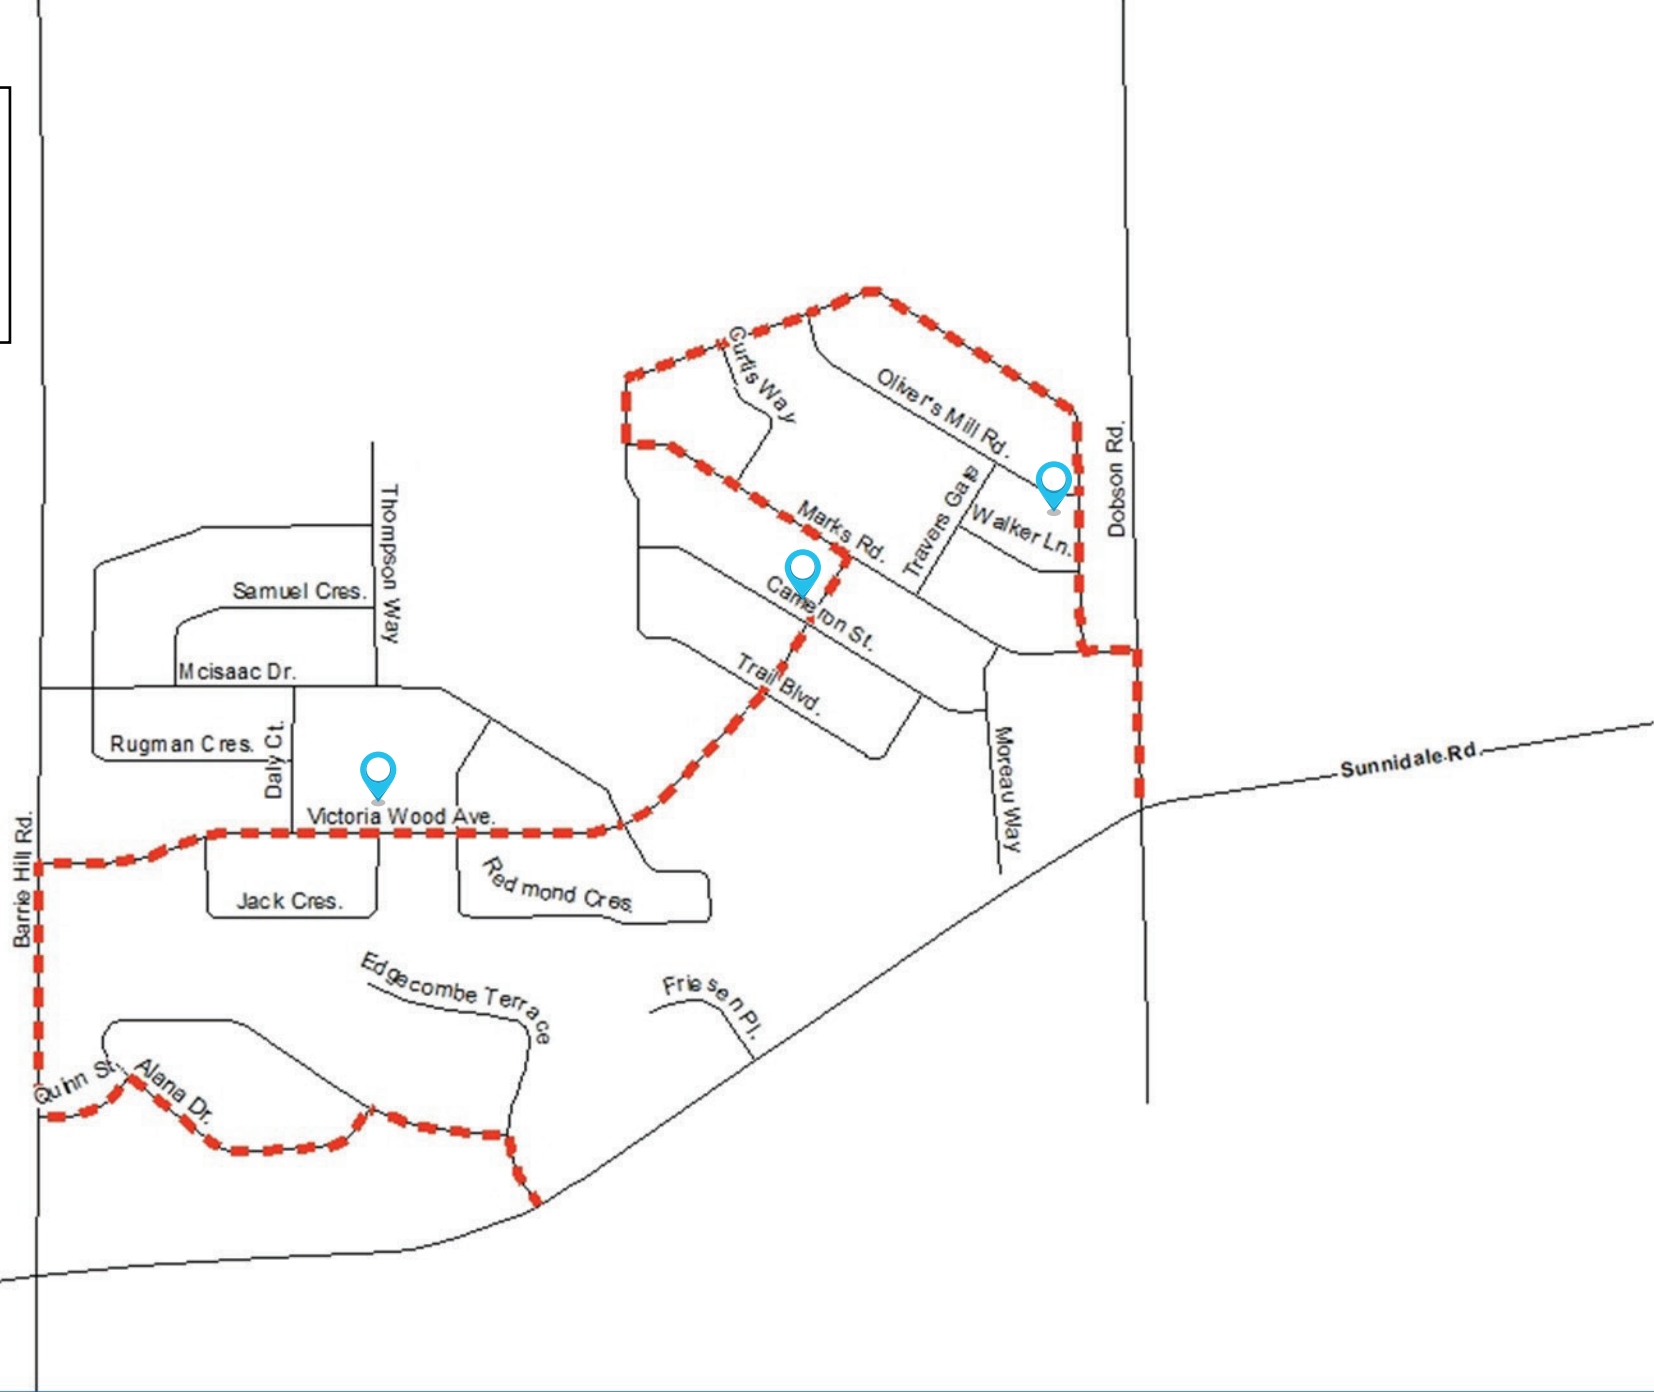 Curtis Way
Oliver's Mill Rd.
Dobson Rd.
Travers Gate
Walker Ln.
Marks Rd.
Thompson Way
Cameron St.
Samuel Cres.
Mcisaac Dr.
Trail Blvd.
Rugman Cres.
Daly Ct.
Moreau Way
Sunnidale Rd.
Victoria Wood Ave.
Barrie Hill Rd.
Jack Cres.
Redmond Cres.
Edgecombe Terrace
Friesen Pl.
Quinn St.
Alana Dr.